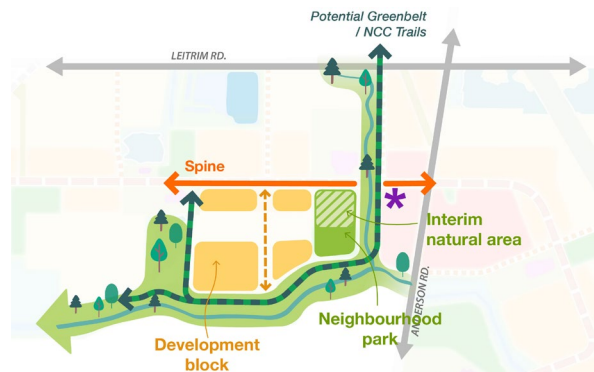 Potential Greenbelt
/ NCC Trails
LEITRIM RD.
Spine
*
Interim
natural area
ANDERSON RD.
Neighbourhood
park
Development
block